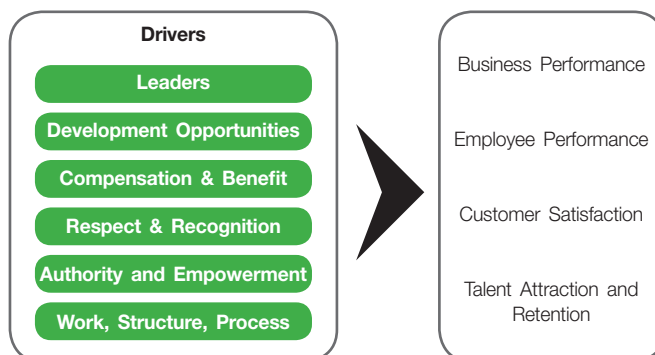 Drivers
Leaders
Development Opportunities
Compensation & Benefit
Respect & Recognition
Authority and Empowerment
Work, Structure, Process
Business Performance
Employee Performance
Customer Satisfaction
Talent Attraction and
Retention